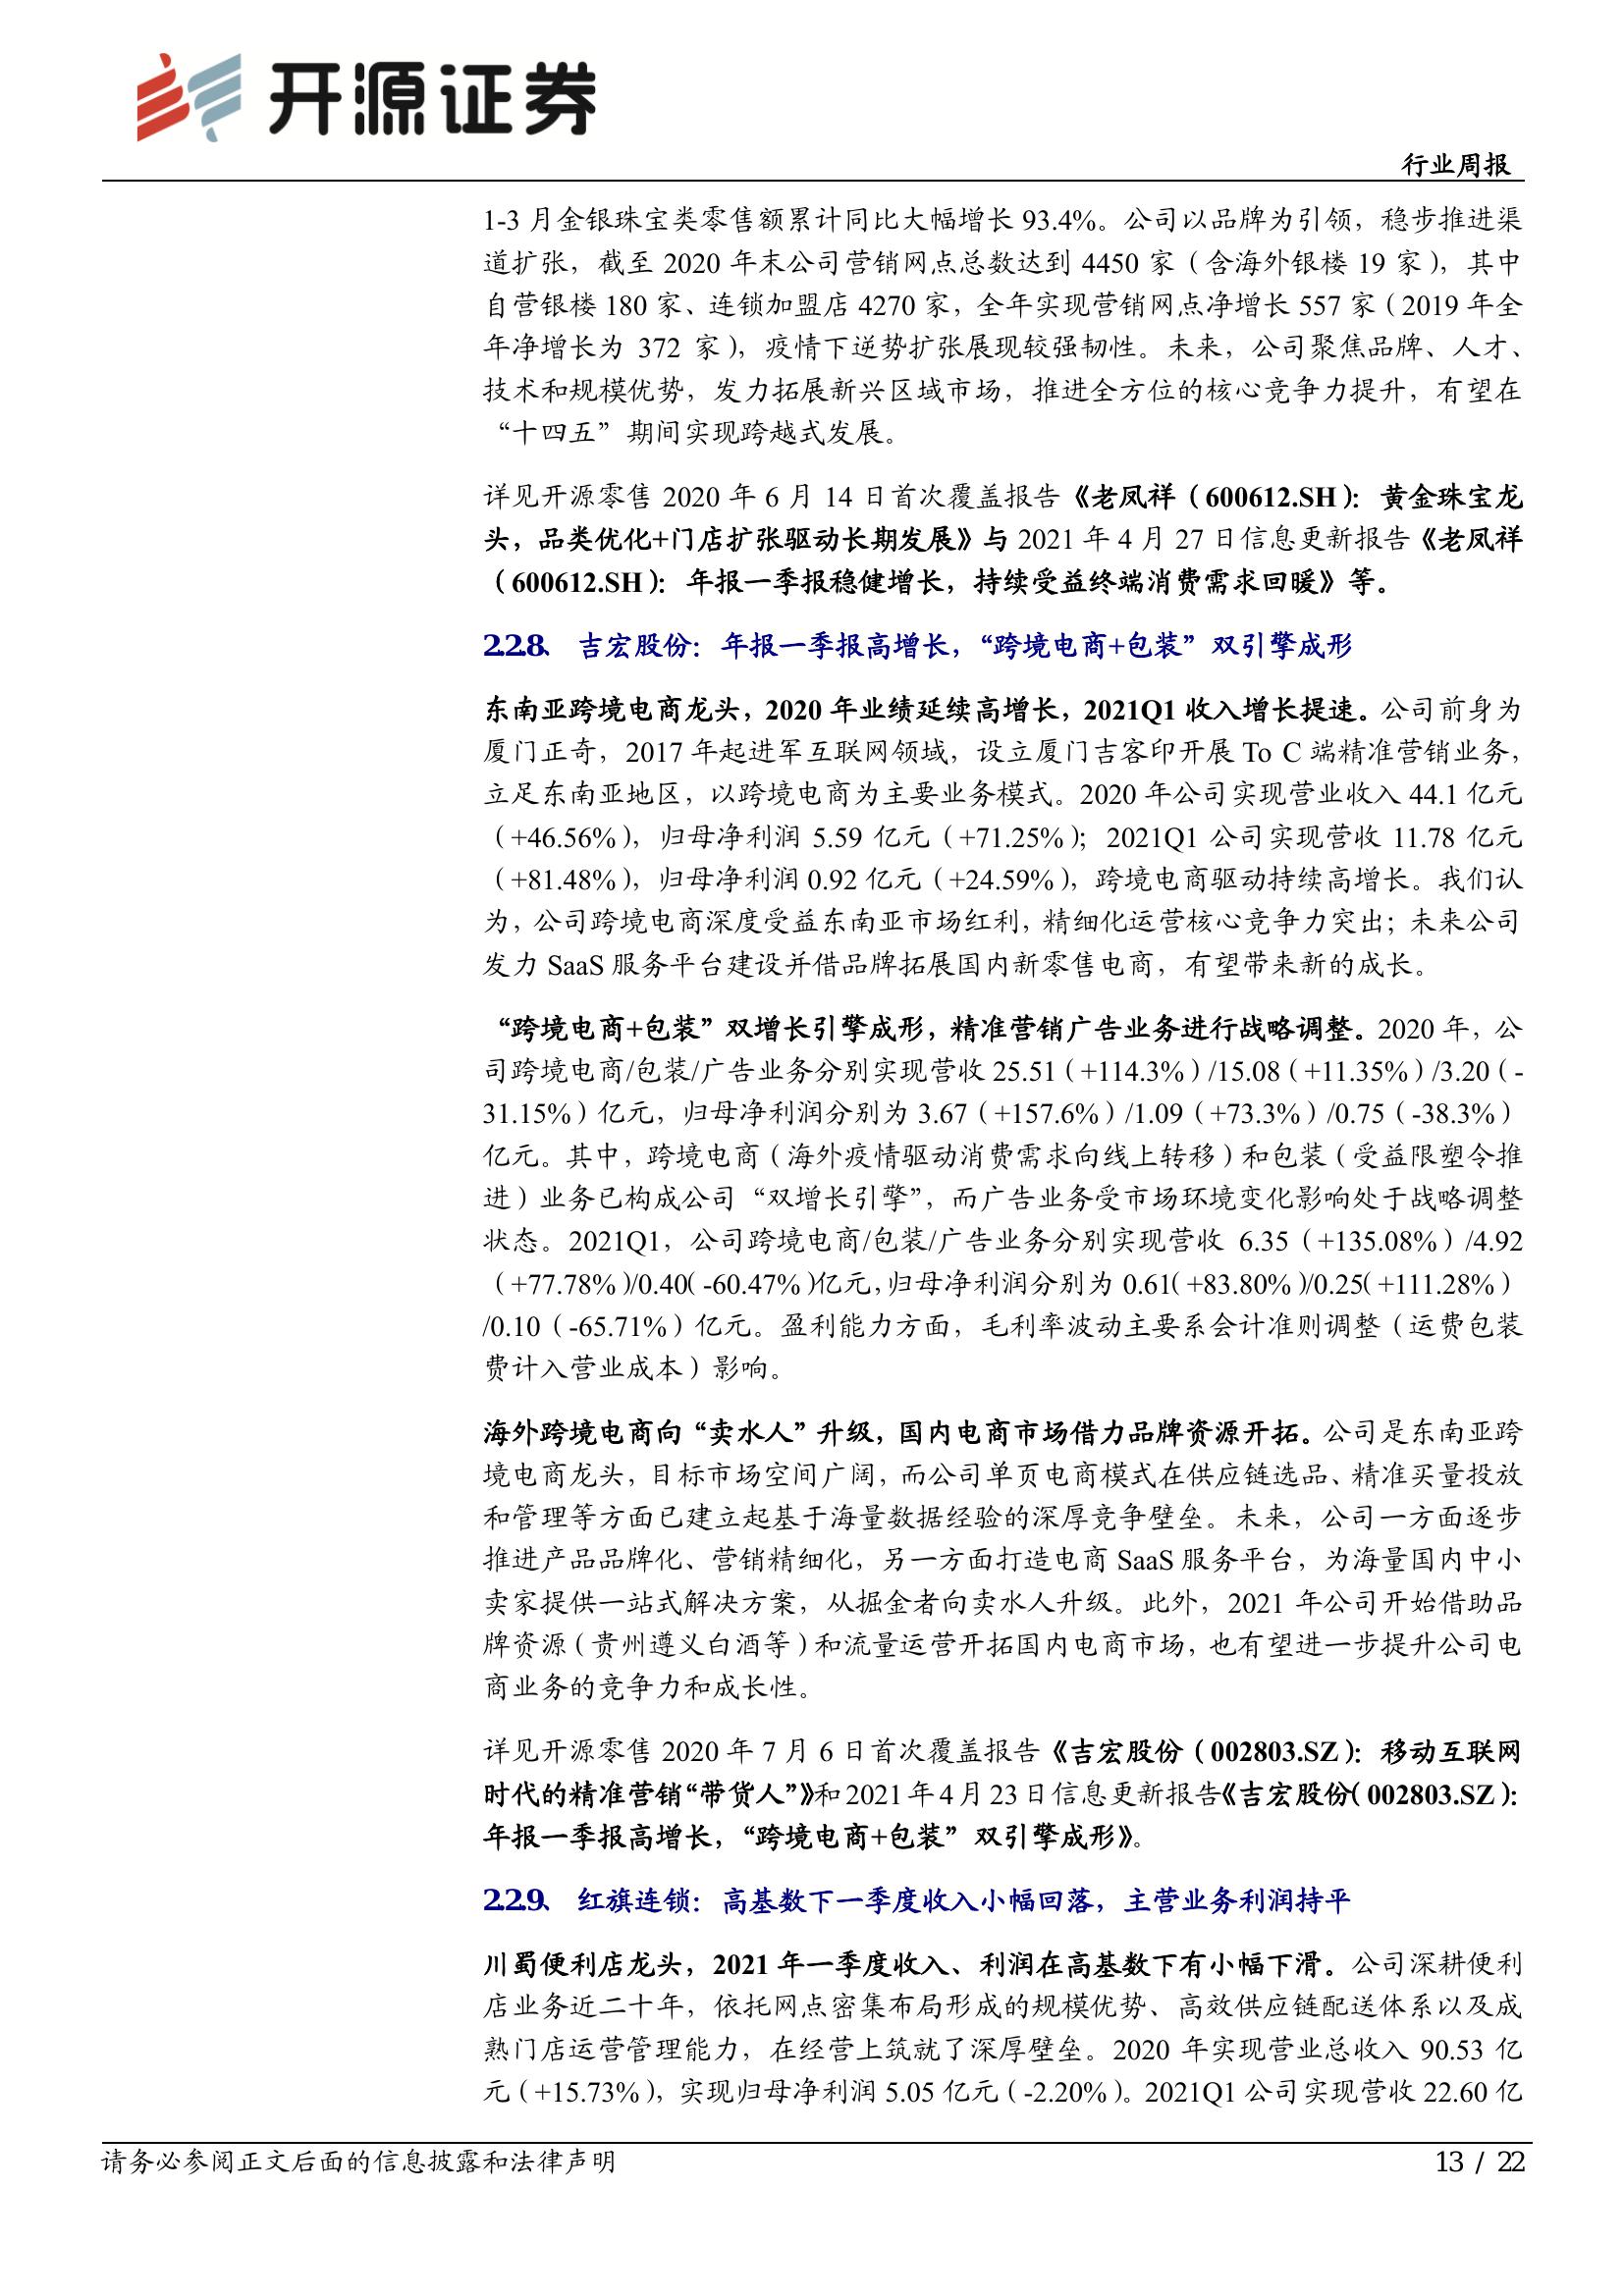 开源证券
行业周报
1-3 月金银珠宝类零售额累计同比大幅增长 93.4%。公司以品牌为引领，稳步推进渠
道扩张，截至 2020 年末公司营销网点总数达到 4450 家（含海外银楼 19 家），其中
自营银楼 180 家、连锁加盟店 4270 家，全年实现营销网点净增长 557 家（2019 年全
年净增长为 372 家），疫情下逆势扩张展现较强韧性。未来，公司聚焦品牌、人才、
技术和规模优势，发力拓展新兴区域市场，推进全方位的核心竞争力提升，有望在
“十四五”期间实现跨越式发展。
详见开源零售 2020 年 6 月 14 日首次覆盖报告《老凤祥（600612.SH）：黄金珠宝龙
头，品类优化+门店扩张驱动长期发展》与 2021 年 4 月 27 日信息更新报告《老凤祥
（600612.SH）：年报一季报稳健增长，持续受益终端消费需求回暖》等。
2.2.8、 吉宏股份：年报一季报高增长，“跨境电商+包装”双引擎成形
东南亚跨境电商龙头，2020 年业绩延续高增长，2021Q1 收入增长提速。公司前身为
厦门正奇，2017 年起进军互联网领域，设立厦门吉客印开展 To C 端精准营销业务，
立足东南亚地区，以跨境电商为主要业务模式。2020 年公司实现营业收入 44.1 亿元
（+46.56%），归母净利润 5.59 亿元（+71.25%）；2021Q1 公司实现营收 11.78 亿元
（+81.48%），归母净利润 0.92 亿元（+24.59%），跨境电商驱动持续高增长。我们认
为，公司跨境电商深度受益东南亚市场红利，精细化运营核心竞争力突出；未来公司
发力 SaaS 服务平台建设并借品牌拓展国内新零售电商，有望带来新的成长。
“跨境电商+包装”双增长引擎成形，精准营销广告业务进行战略调整。2020 年，公
司跨境电商/包装/广告业务分别实现营收 25.51（+114.3%）/15.08（+11.35%）/3.20（-
31.15%）亿元，归母净利润分别为 3.67（+157.6%）/1.09（+73.3%）/0.75（-38.3%）
亿元。其中，跨境电商（海外疫情驱动消费需求向线上转移）和包装（受益限塑令推
进）业务已构成公司“双增长引擎”，而广告业务受市场环境变化影响处于战略调整
状态。2021Q1，公司跨境电商/包装/广告业务分别实现营收 6.35（+135.08%）/4.92
（+77.78%）/0.40（-60.47%）亿元，归母净利润分别为 0.61（+83.80%）/0.25（+111.28%）
/0.10（-65.71%）亿元。盈利能力方面，毛利率波动主要系会计准则调整（运费包装
费计入营业成本）影响。
海外跨境电商向“卖水人”升级，国内电商市场借力品牌资源开拓。公司是东南亚跨
境电商龙头，目标市场空间广阔，而公司单页电商模式在供应链选品、精准买量投放
和管理等方面已建立起基于海量数据经验的深厚竞争壁垒。未来，公司一方面逐步
推进产品品牌化、营销精细化，另一方面打造电商 SaaS 服务平台，为海量国内中小
卖家提供一站式解决方案，从掘金者向卖水人升级。此外，2021 年公司开始借助品
牌资源（贵州遵义白酒等）和流量运营开拓国内电商市场，也有望进一步提升公司电
商业务的竞争力和成长性。
详见开源零售 2020 年 7 月 6 日首次覆盖报告《吉宏股份（002803.SZ）：移动互联网
时代的精准营销“带货人”》和 2021 年 4 月 23 日信息更新报告《吉宏股份（002803.SZ）：
年报一季报高增长，“跨境电商+包装”双引擎成形》。
2.2.9、 红旗连锁：高基数下一季度收入小幅回落，主营业务利润持平
川蜀便利店龙头，2021 年一季度收入、利润在高基数下有小幅下滑。公司深耕便利
店业务近二十年，依托网点密集布局形成的规模优势、高效供应链配送体系以及成
熟门店运营管理能力，在经营上筑就了深厚壁垒。2020 年实现营业总收入 90.53 亿
元（+15.73%），实现归母净利润 5.05 亿元（-2.20%）。2021Q1 公司实现营收 22.60 亿
请务必参阅正文后面的信息披露和法律声明
13 / 22